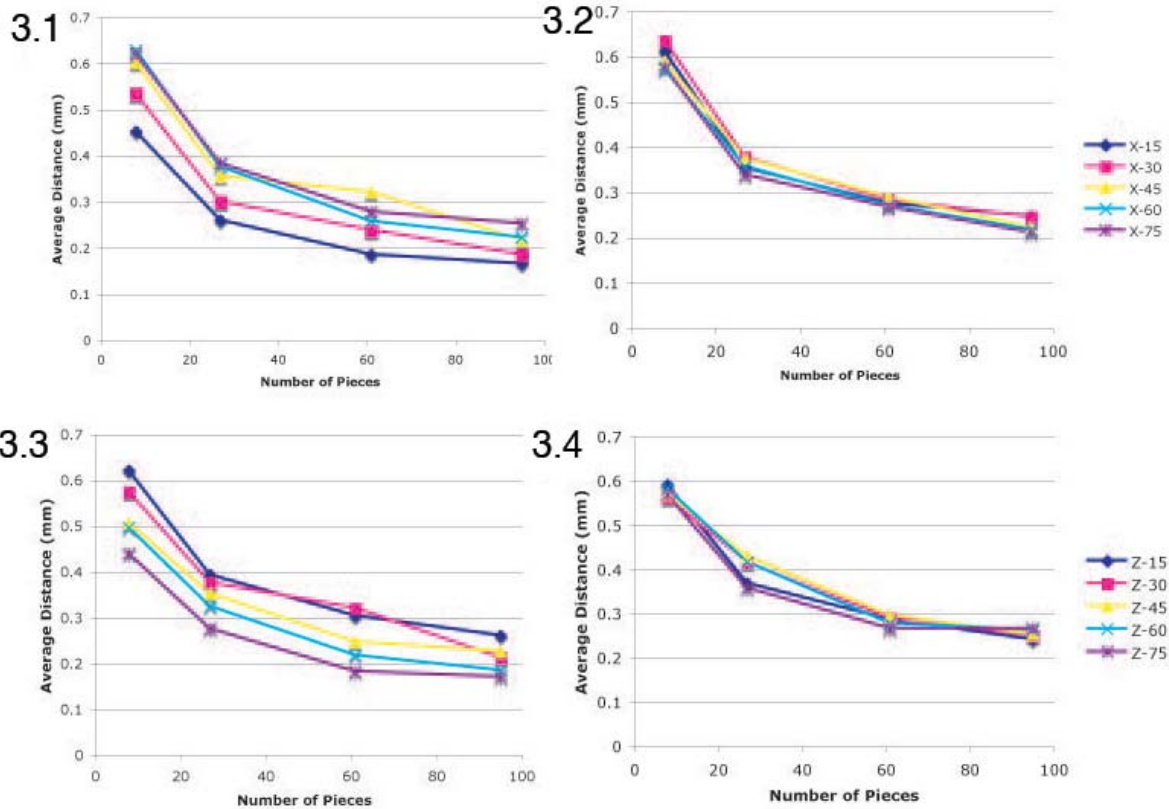 3.1
0.7
0.6
0.5
0.4
0.3
0.2
0.1
0
Average Distance (mm)
0 20 40 60 80 100
Number of Pieces
3.2
0.7
0.6
0.5
0.4
0.3
0.2
0.1
0
Average Distance (mm)
0 20 40 60 80 100
Number of Pieces
X-15
X-30
X-45
X-60
X-75
3.3
0.7
0.6
0.5
0.4
0.3
0.2
0.1
0
Average Distance (mm)
0 20 40 60 80 100
Number of Pieces
3.4
0.7
0.6
0.5
0.4
0.3
0.2
0.1
0
Average Distance (mm)
0 20 40 60 80 100
Number of Pieces
Z-15
Z-30
Z-45
Z-60
Z-75